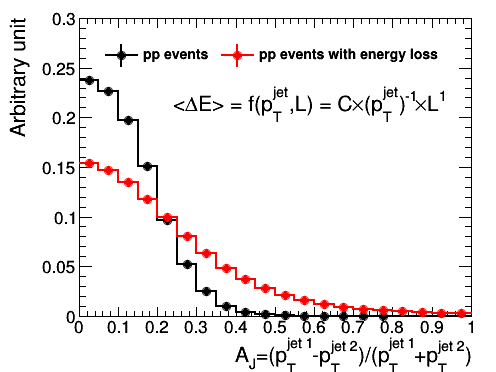 0.3
0.25
0.2
0.15
0.1
0.05
0
Arbitrary unit
pp events pp events with energy loss
<ΔE> = f(p_T^jet,L) = C×(p_T^jet)^-1×L^1
0 0.1 0.2 0.3 0.4 0.5 0.6 0.7 0.8 0.9 1
A_J=(p_T^jet 1-p_T^jet 2)/(p_T^jet 1+p_T^jet 2)